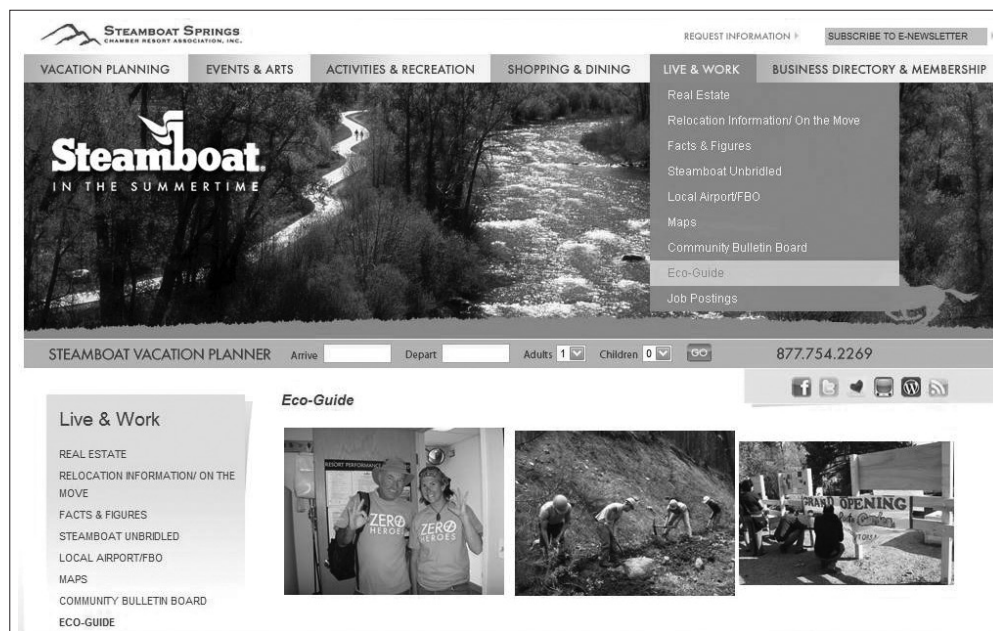 STEAMBOAT SPRINGS
CHAMBER RESORT ASSOCIATION, INC.
REQUEST INFORMATION
SUBSCRIBE TO E-NEWSLETTER
VACATION PLANNING
EVENTS & ARTS
ACTIVITIES & RECREATION
SHOPPING & DINING
LIVE & WORK
BUSINESS DIRECTORY & MEMBERSHIP
Real Estate
Relocation Information/ On the Move
Facts & Figures
Steamboat Unbridled
Local Airport/FBO
Maps
Community Bulletin Board
Eco-Guide
Job Postings
Steamboat.
IN THE SUMMERTIME
STEAMBOAT VACATION PLANNER
Arrive
Depart
Adults 1
Children 0
GO
877.754.2269
Live & Work
REAL ESTATE
RELOCATION INFORMATION/ ON THE
MOVE
FACTS & FIGURES
STEAMBOAT UNBRIDLED
LOCAL AIRPORT/FBO
MAPS
COMMUNITY BULLETIN BOARD
ECO-GUIDE
Eco-Guide
RESORT PERFORMANCE
ZERO
HEROES
ZERO
HEROES
GRAND OPENING